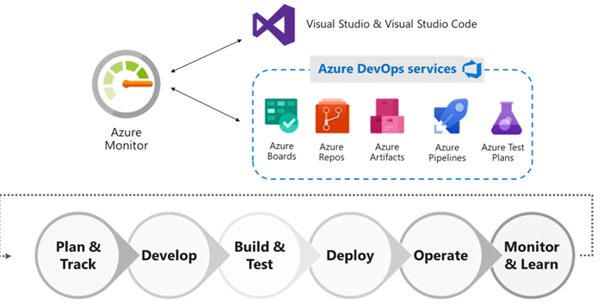 Visual Studio & Visual Studio Code
Azure DevOps services
Azure
Monitor
Azure
Boards
Azure
Repos
Azure
Artifacts
Azure
Pipelines
Azure Test
Plans
Plan &
Track
Develop
Build &
Test
Deploy
Operate
Monitor
& Learn